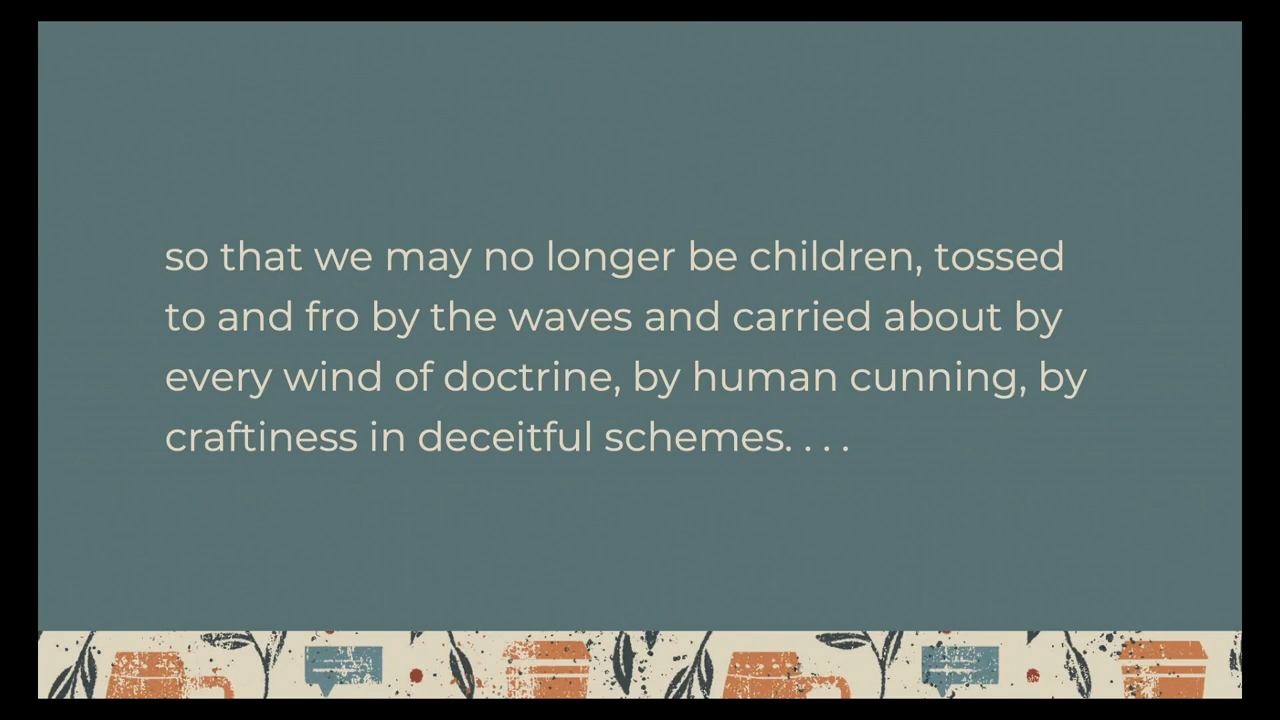 so that we may no longer be children, tossed
to and fro by the waves and carried about by
every wind of doctrine, by human cunning, by
craftiness in deceitful schemes. . . .